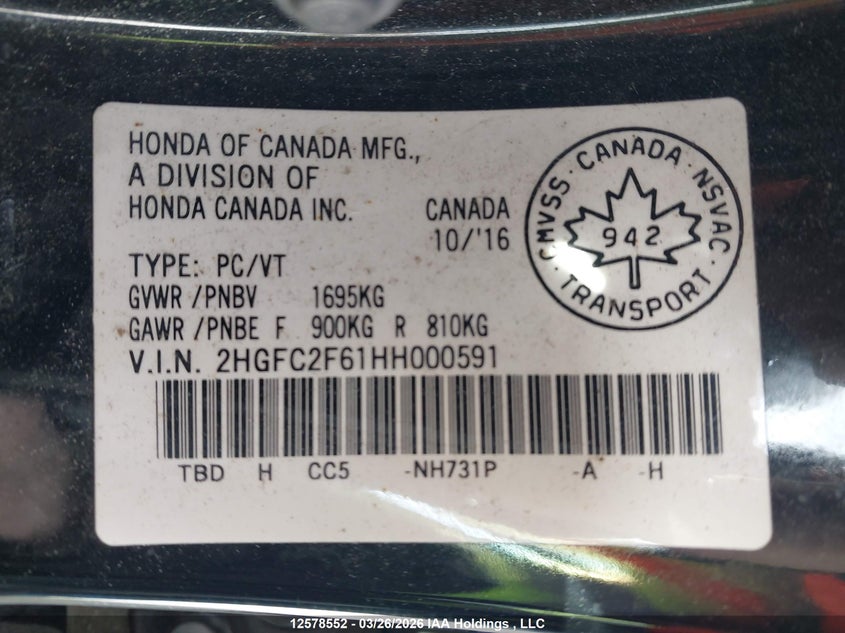 HONDA OF CANADA MFG.,
A DIVISION OF
HONDA CANADA INC. CANADA
10/'16
CMVSS · CANADA · NSVAC · TRANSPORT ·
942
TYPE: PC/VT
GVWR /PNBV 1695KG
GAWR /PNBE F 900KG R 810KG
V.I.N. 2HGFC2F61HH000591
TBD H CC5 -NH731P -A -H
12578552 - 03/26/2026 IAA Holdings , LLC